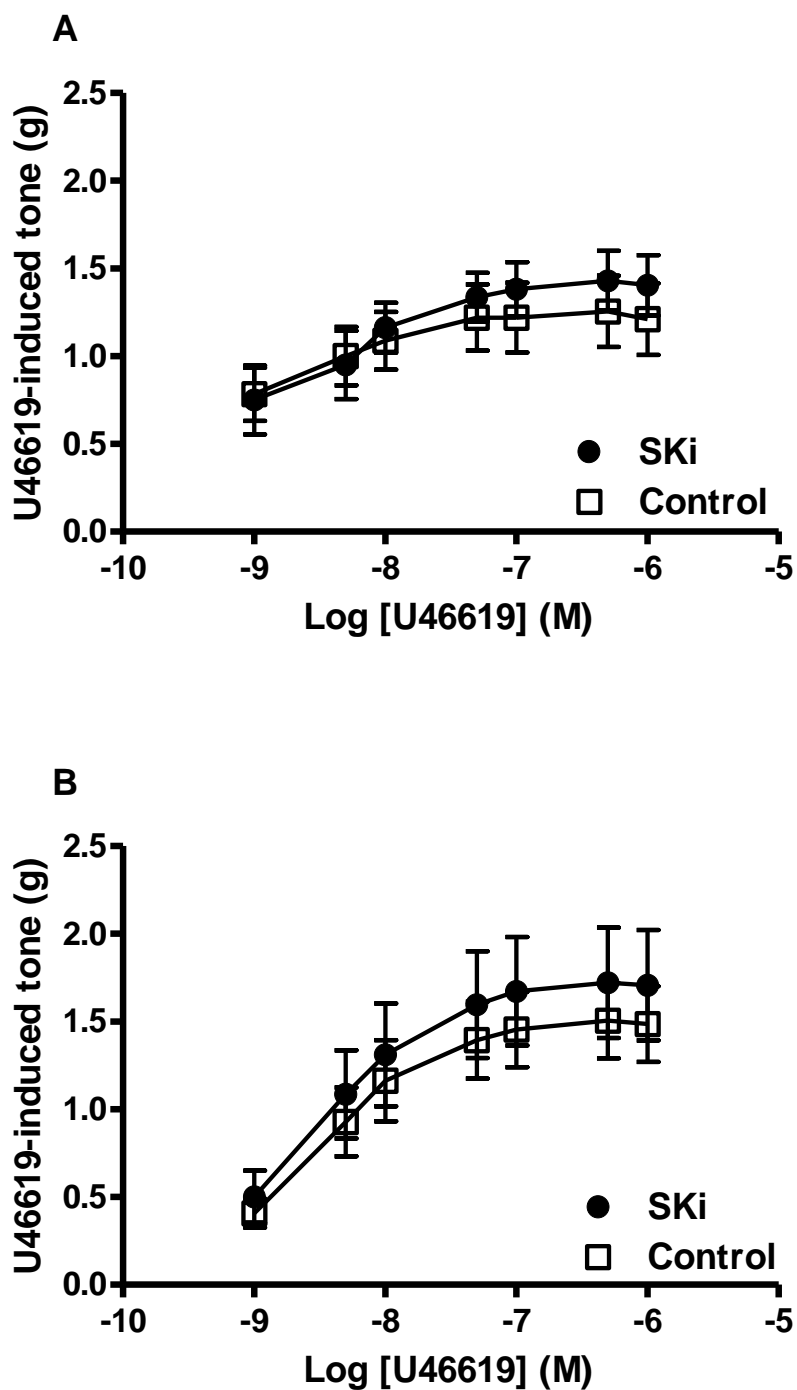 A
U46619-induced tone (g)
2.5
2.0
1.5
1.0
0.5
0.0
SKi
Control
-10 -9 -8 -7 -6 -5
Log [U46619] (M)
B
U46619-induced tone (g)
2.5
2.0
1.5
1.0
0.5
0.0
SKi
Control
-10 -9 -8 -7 -6 -5
Log [U46619] (M)